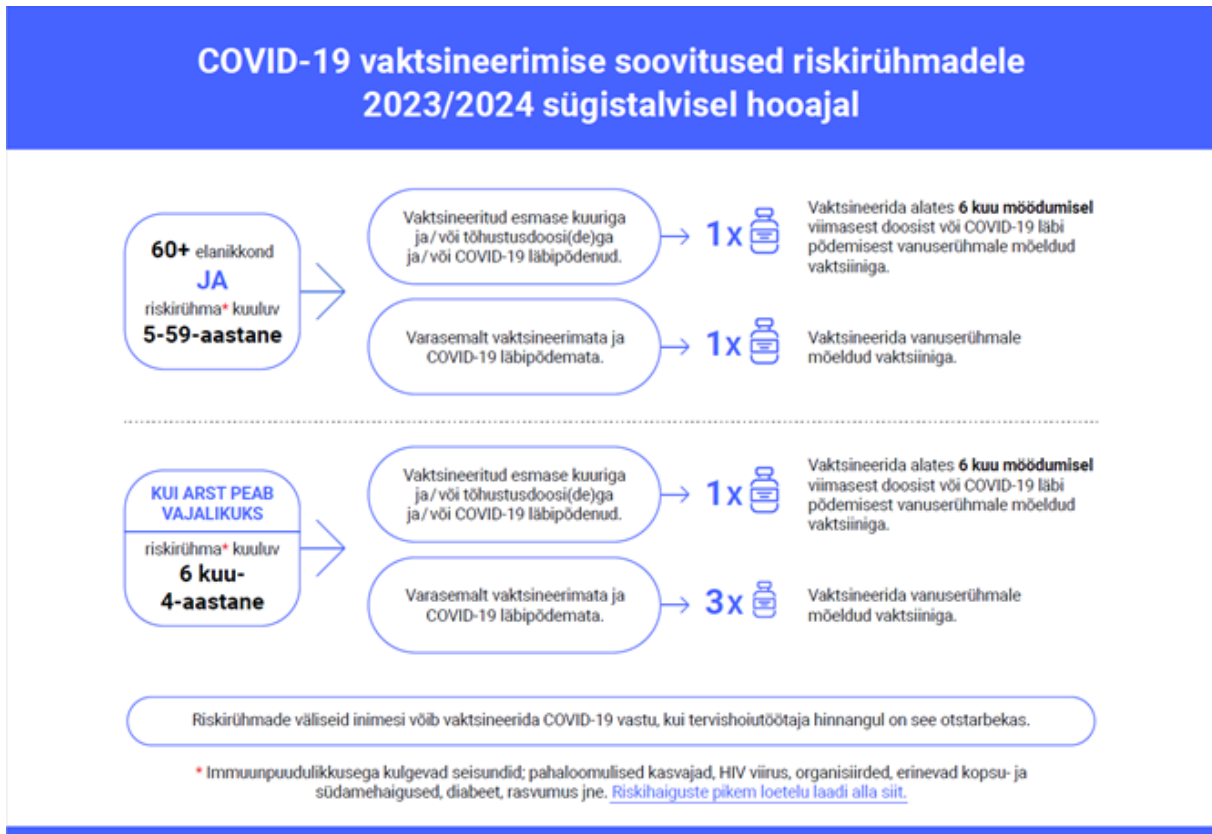 COVID-19 vaktsineerimise soovitused riskirühmadele
2023/2024 sügistalvisel hooajal
60+ elanikkond
JA
riskirühma* kuuluv
5-59-aastane
Vaktsineeritud esmase kuuriga
ja/või tõhustusdoosi(de)ga
ja/või COVID-19 läbipõdenud.
1x
Vaktsineerida alates 6 kuu möödumisel
viimasest doosist või COVID-19 läbi
põdemisest vanuserühmale mõeldud
vaktsiiniga.
Varasemalt vaktsineerimata ja
COVID-19 läbipõdemata.
1x
Vaktsineerida vanuserühmale
mõeldud vaktsiiniga.
KUI ARST PEAB
VAJALIKUKS
riskirühma* kuuluv
6 kuu-
4-aastane
Vaktsineeritud esmase kuuriga
ja/või tõhustusdoosi(de)ga
ja/või COVID-19 läbipõdenud.
1x
Vaktsineerida alates 6 kuu möödumisel
viimasest doosist või COVID-19 läbi
põdemisest vanuserühmale mõeldud
vaktsiiniga.
Varasemalt vaktsineerimata ja
COVID-19 läbipõdemata.
3x
Vaktsineerida vanuserühmale
mõeldud vaktsiiniga.
Riskirühmade väliseid inimesi võib vaktsineerida COVID-19 vastu, kui tervishoiutöötaja hinnangul on see otstarbekas.
* Immuunpuudulikkusega kulgevad seisundid; pahaloomulised kasvajad, HIV viirus, organisiirded, erinevad kopsu- ja
südamehaigused, diabeet, rasvumus jne. Riskihaiguste pikem loetelu laadi alla siit.